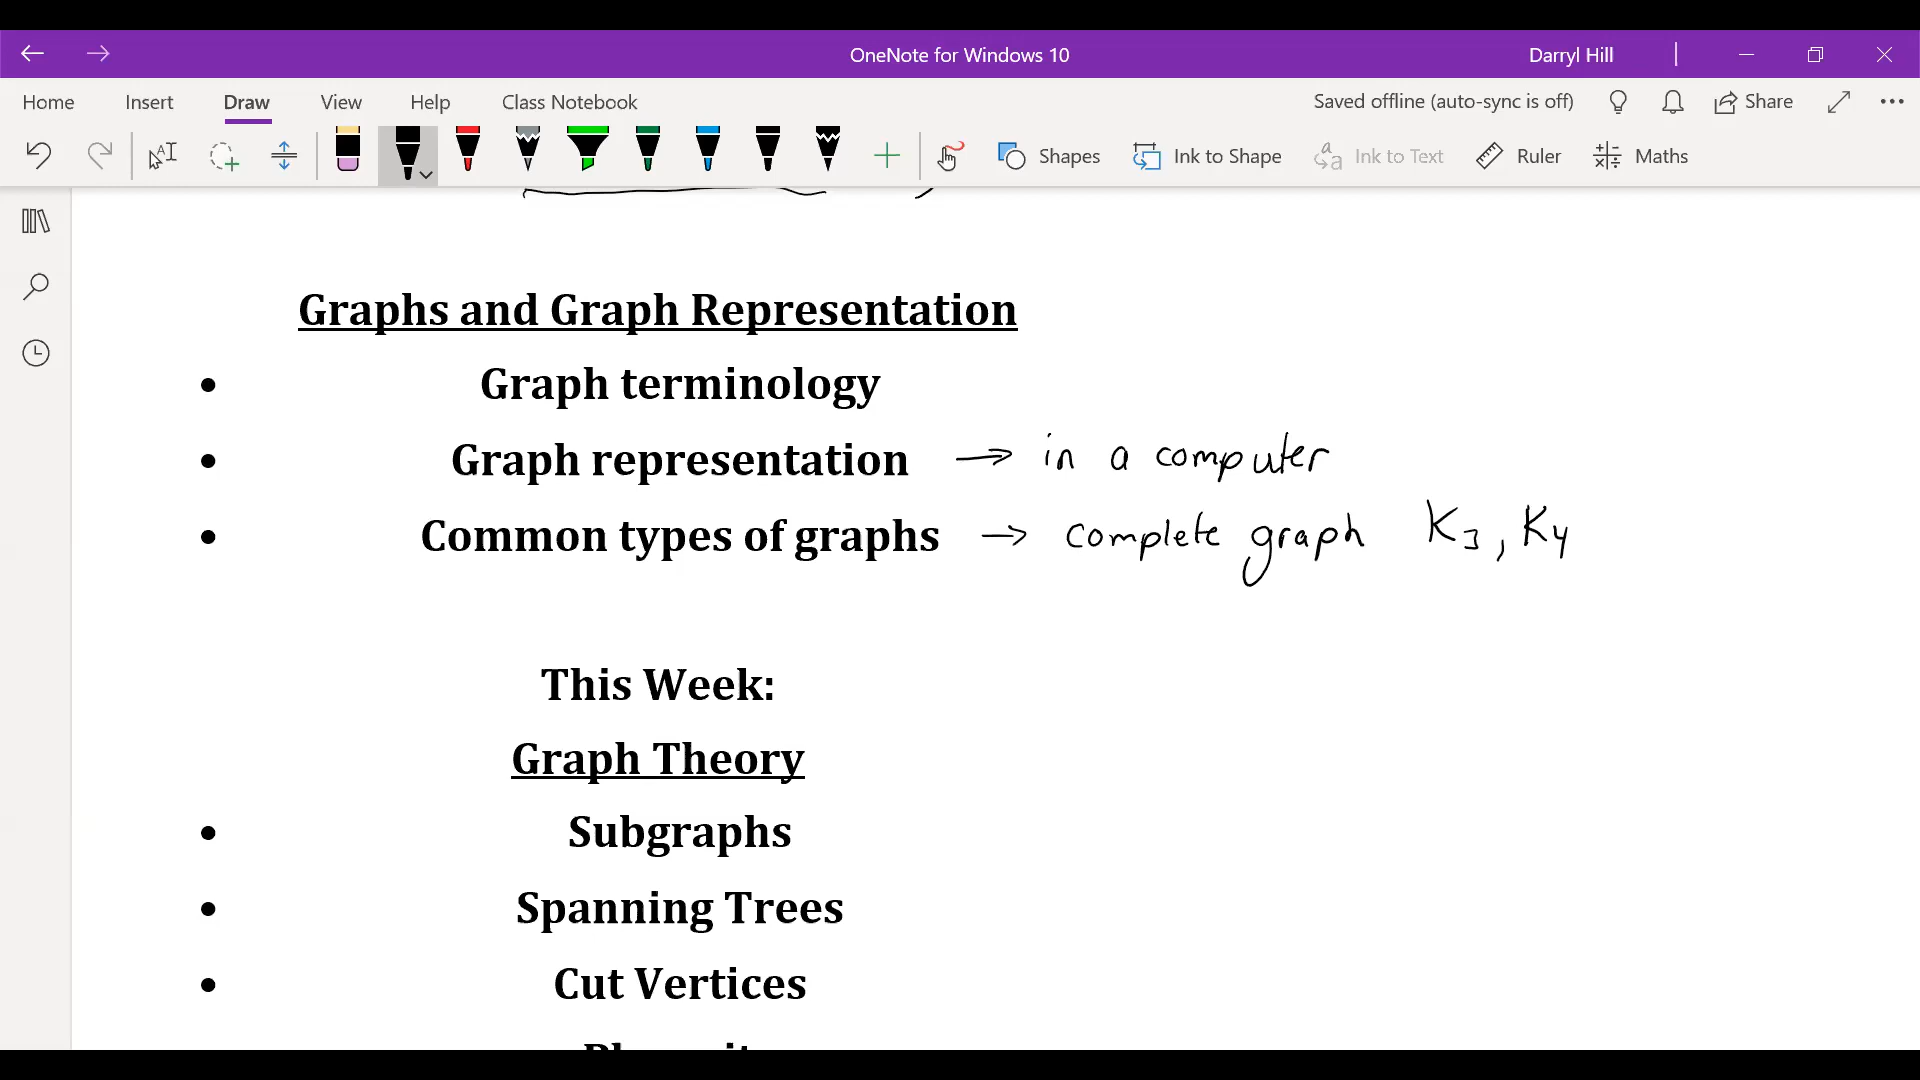 OneNote for Windows 10
Darryl Hill
Home Insert Draw View Help Class Notebook
Saved offline (auto-sync is off) Share
Shapes Ink to Shape Ink to Text Ruler Maths
Graphs and Graph Representation
• Graph terminology
• Graph representation → in a computer
• Common types of graphs → complete graph K3, K4
This Week:
Graph Theory
• Subgraphs
• Spanning Trees
• Cut Vertices